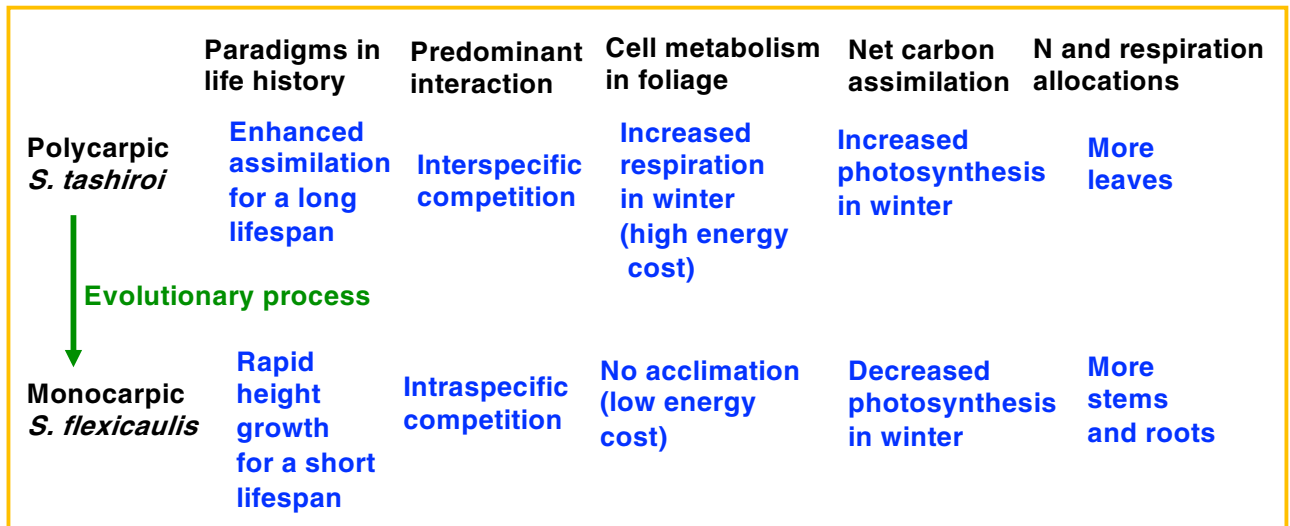 Paradigms in
life history
Predominant
interaction
Cell metabolism
in foliage
Net carbon
assimilation
N and respiration
allocations
Polycarpic
S. tashiroi
Enhanced
assimilation
for a long
lifespan
Interspecific
competition
Increased
respiration
in winter
(high energy
cost)
Increased
photosynthesis
in winter
More
leaves
Evolutionary process
Monocarpic
S. flexicaulis
Rapid
height
growth
for a short
lifespan
Intraspecific
competition
No acclimation
(low energy
cost)
Decreased
photosynthesis
in winter
More
stems
and roots